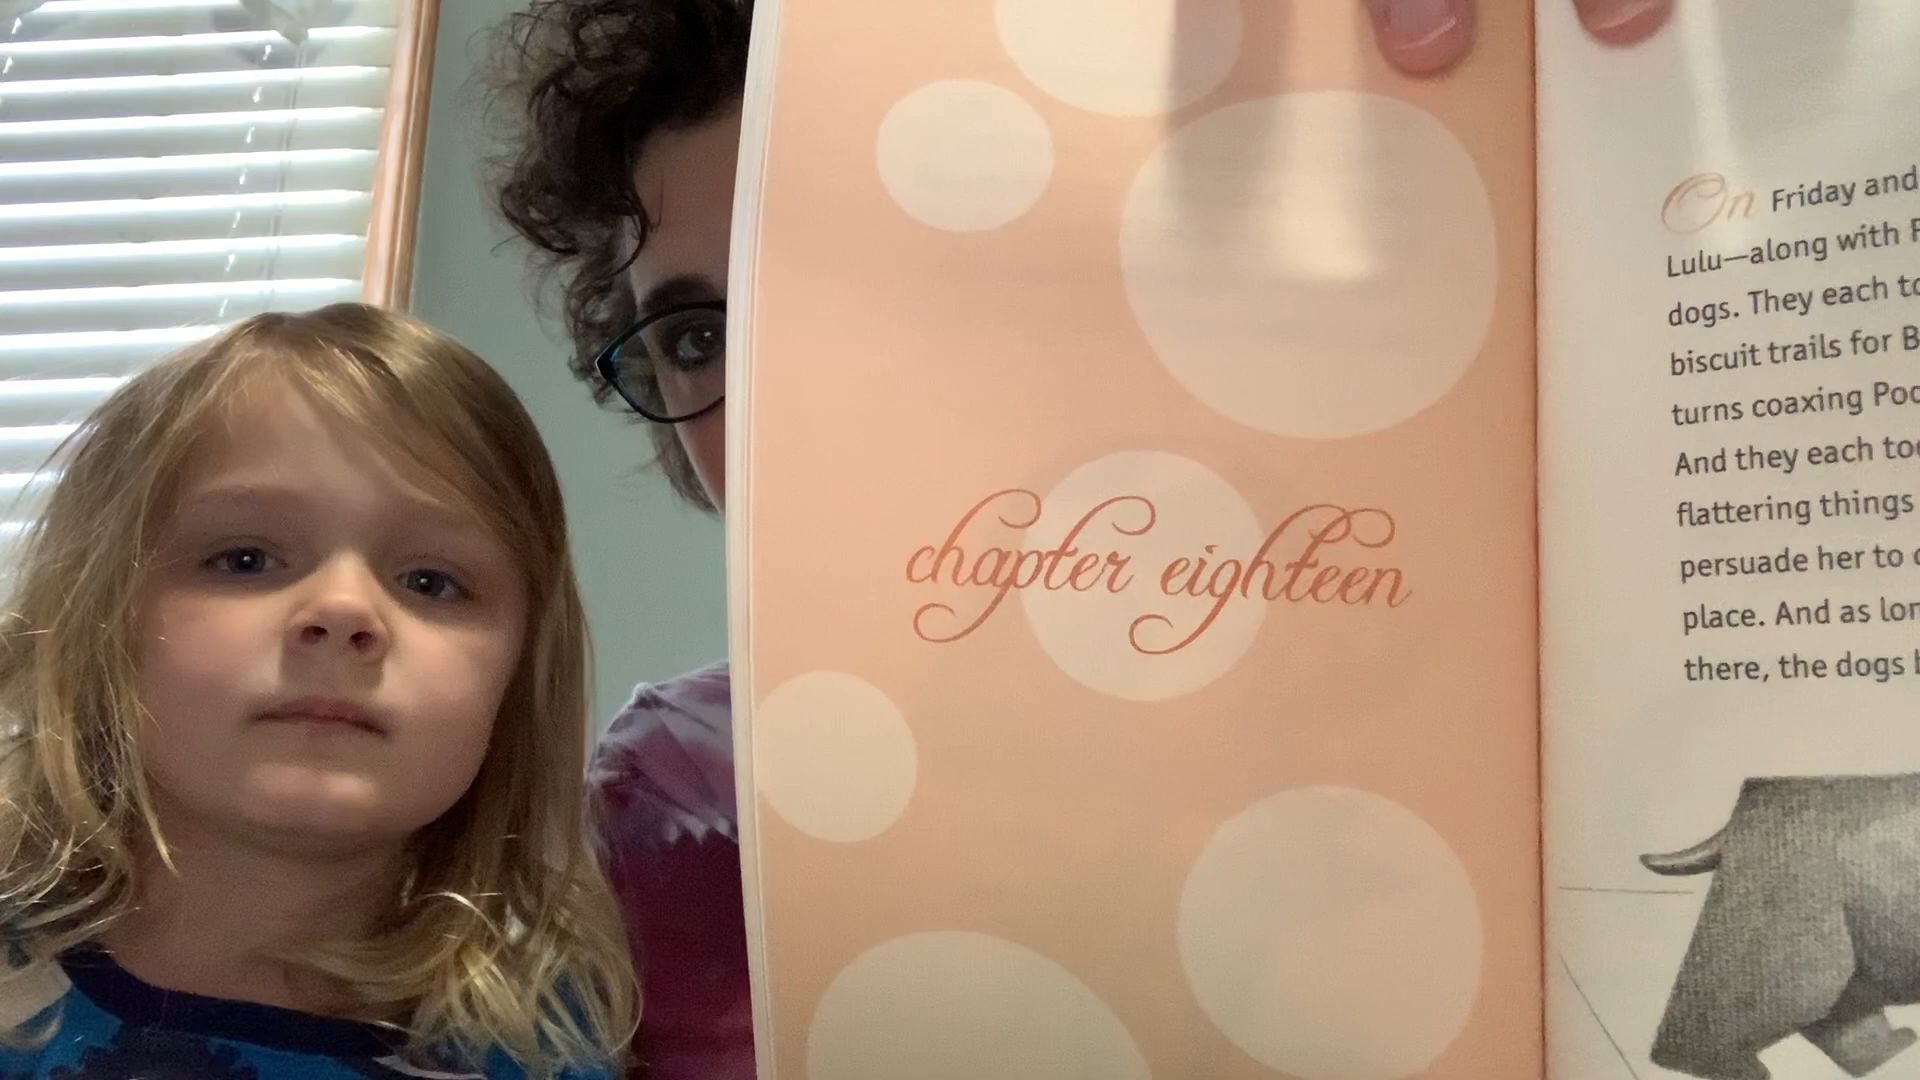 chapter eighteen
On Friday and
Lulu—along with
dogs. They each
biscuit trails for
turns coaxing
And they each
flattering things
persuade her to
place. And as
there, the dogs